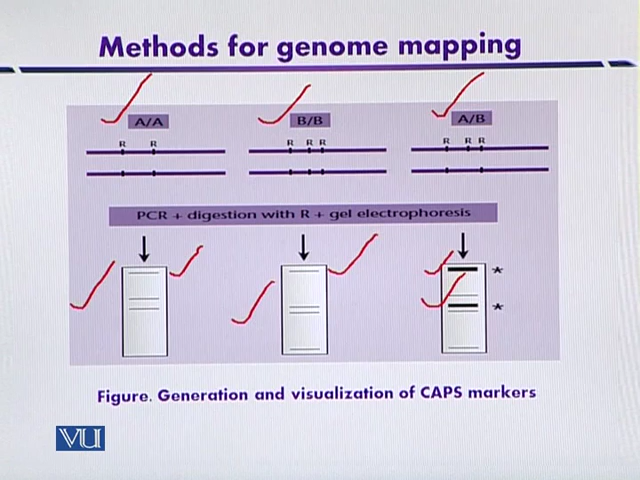 Methods for genome mapping
A/A B/B A/B
R R R R R R R R
PCR + digestion with R + gel electrophoresis
* 
*
Figure. Generation and visualization of CAPS markers
VU